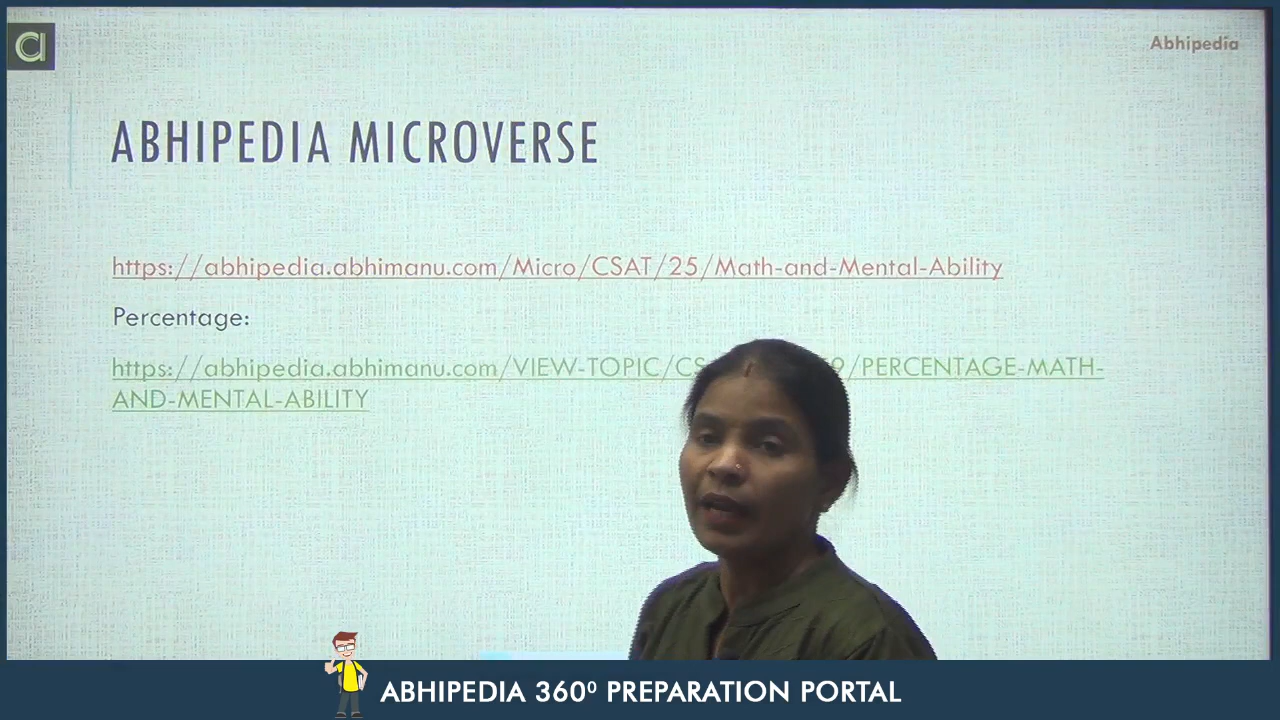 Abhipedia
ABHIPEDIA MICROVERSE
https://abhipedia.abhimanu.com/Micro/CSAT/25/Math-and-Mental-Ability
Percentage:
https://abhipedia.abhimanu.com/VIEW-TOPIC/CS 9/PERCENTAGE-MATH-
AND-MENTAL-ABILITY
ABHIPEDIA 360⁰ PREPARATION PORTAL